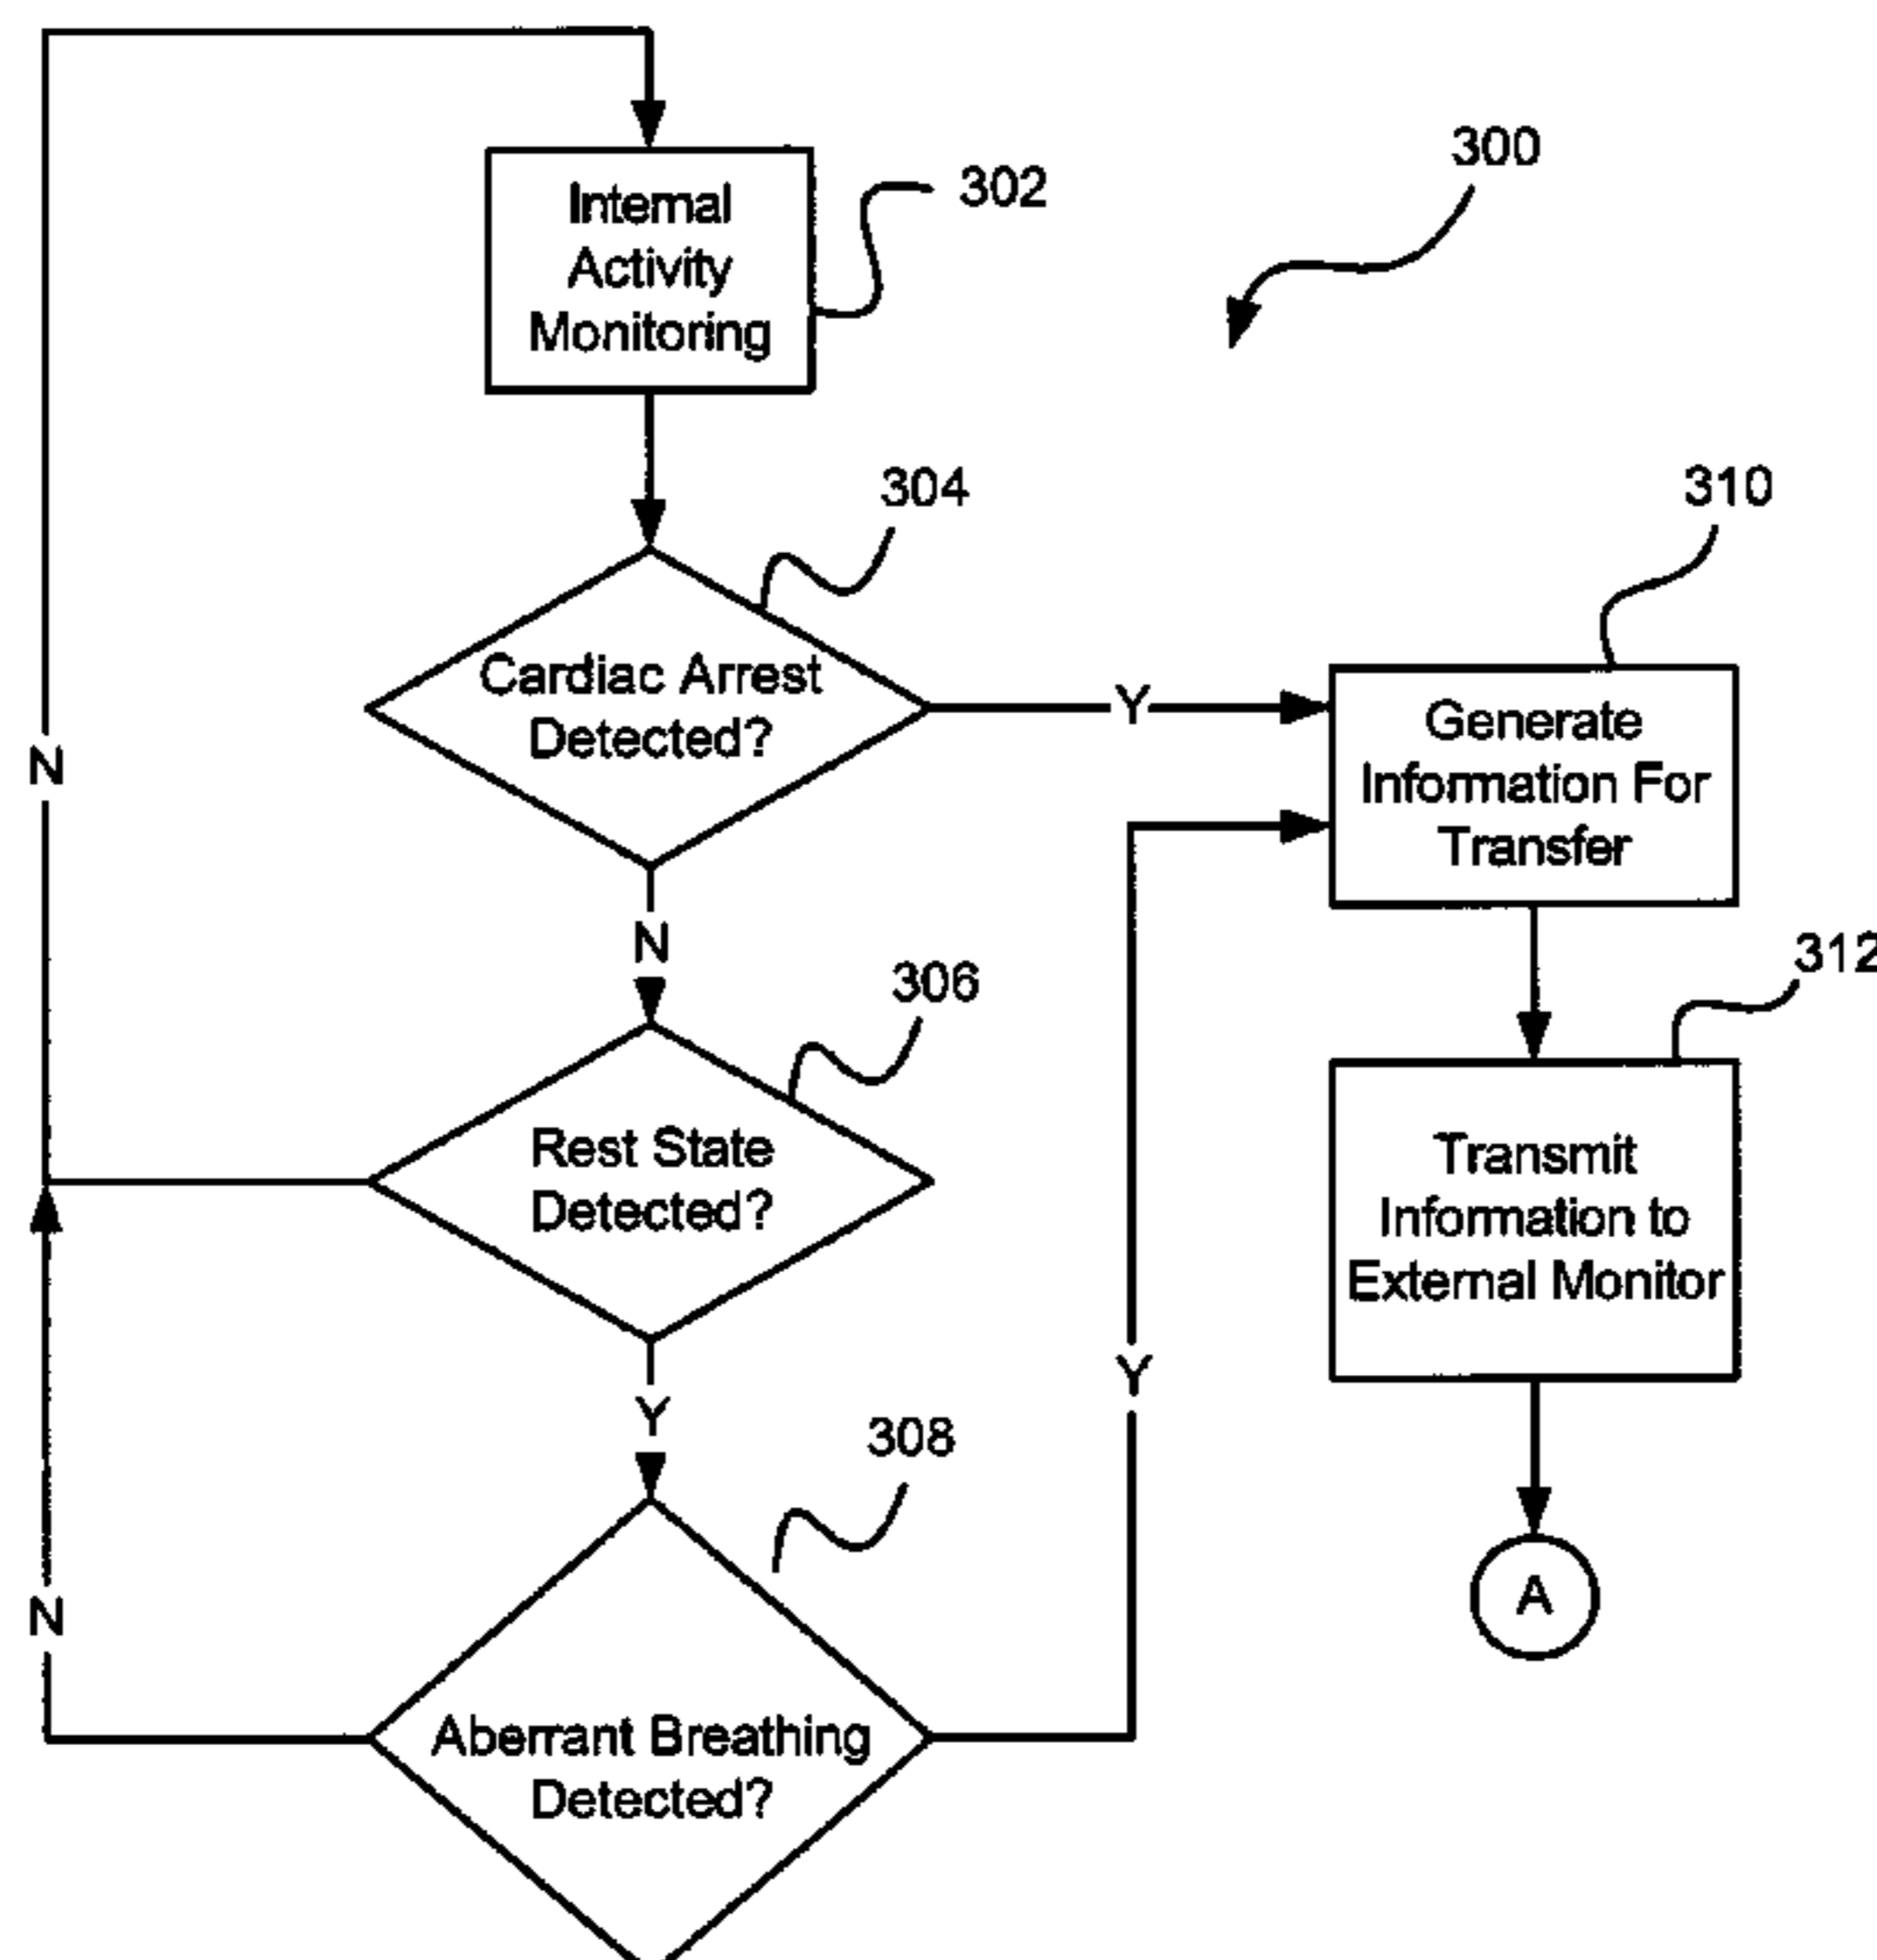 300
302
Internal
Activity
Monitoring
304
Cardiac Arrest
Detected?
Y
N
306
Rest State
Detected?
N
Y
308
Aberrant Breathing
Detected?
N
Y
310
Generate
Information For
Transfer
312
Transmit
Information to
External Monitor
A